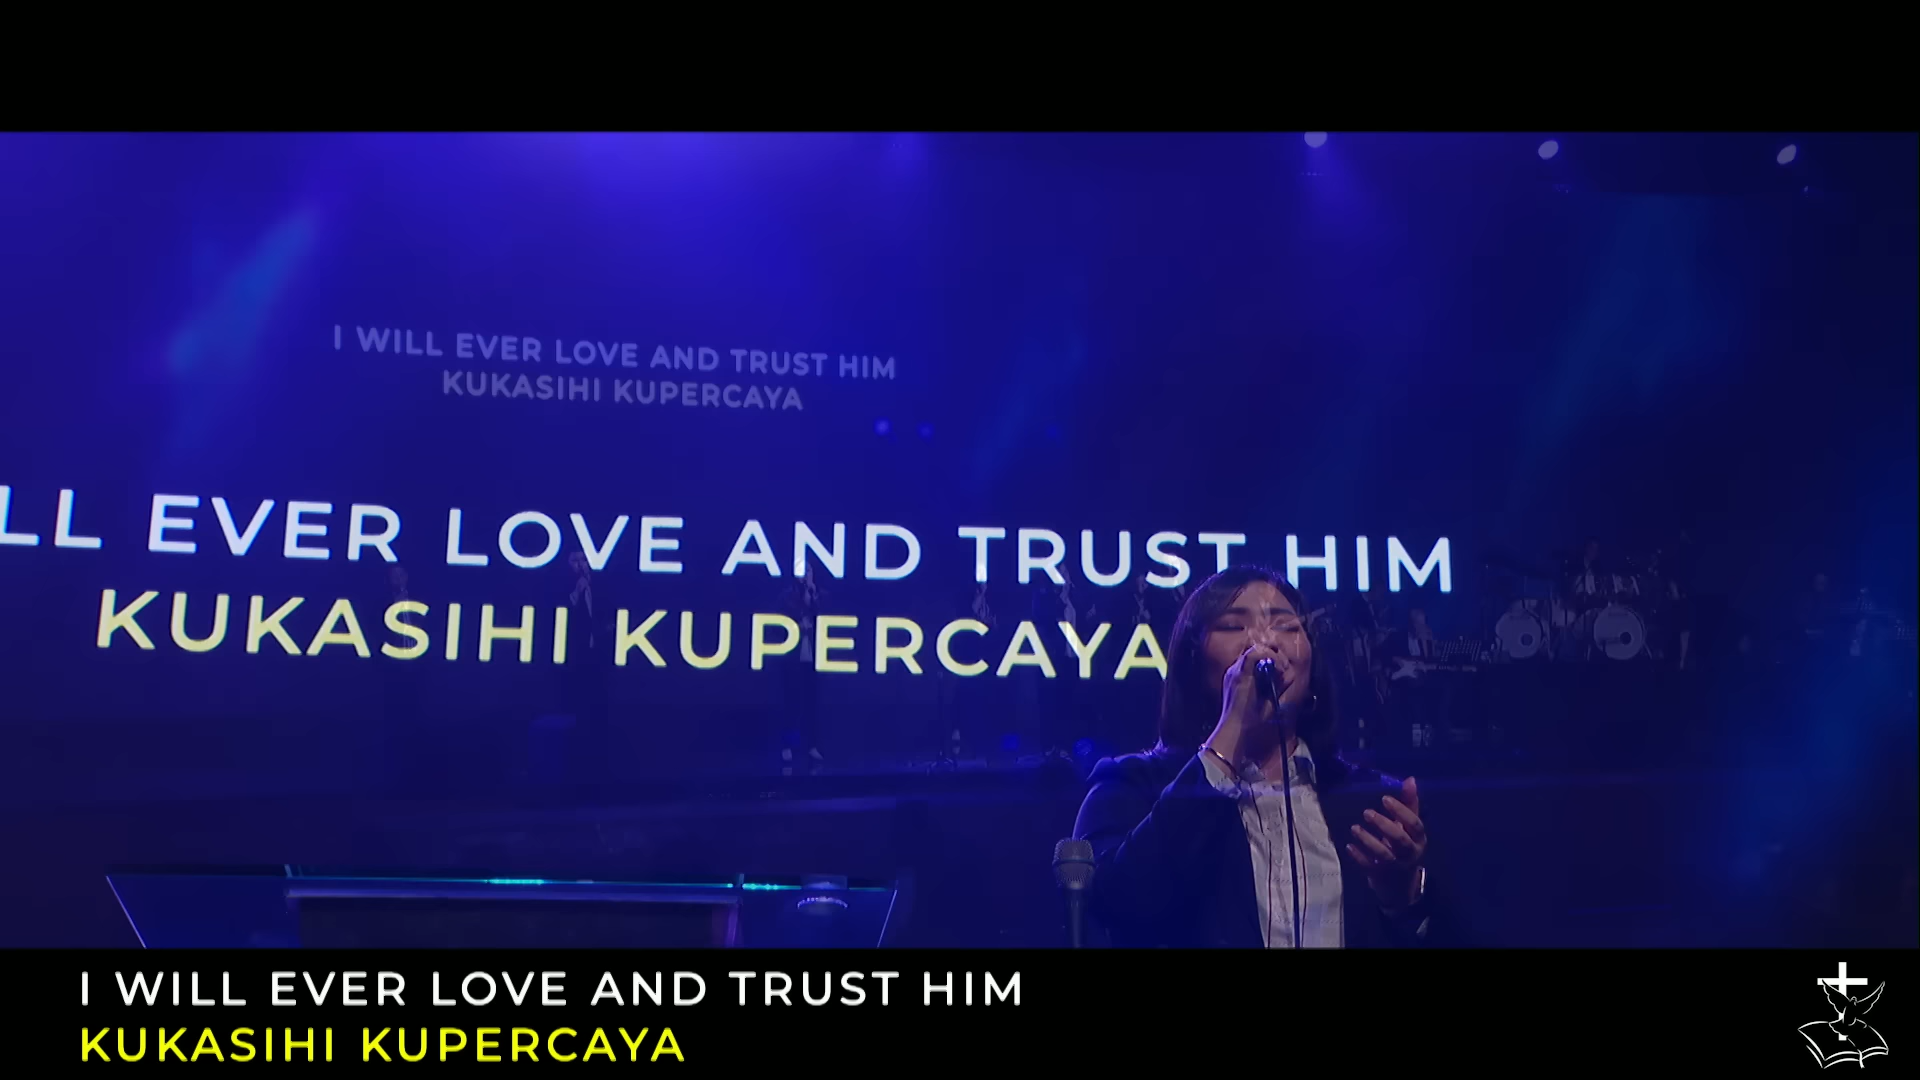 I WILL EVER LOVE AND TRUST HIM
KUKASIHI KUPERCAYA
LL EVER LOVE AND TRUST HIM
KUKASIHI KUPERCAYA
I WILL EVER LOVE AND TRUST HIM
KUKASIHI KUPERCAYA